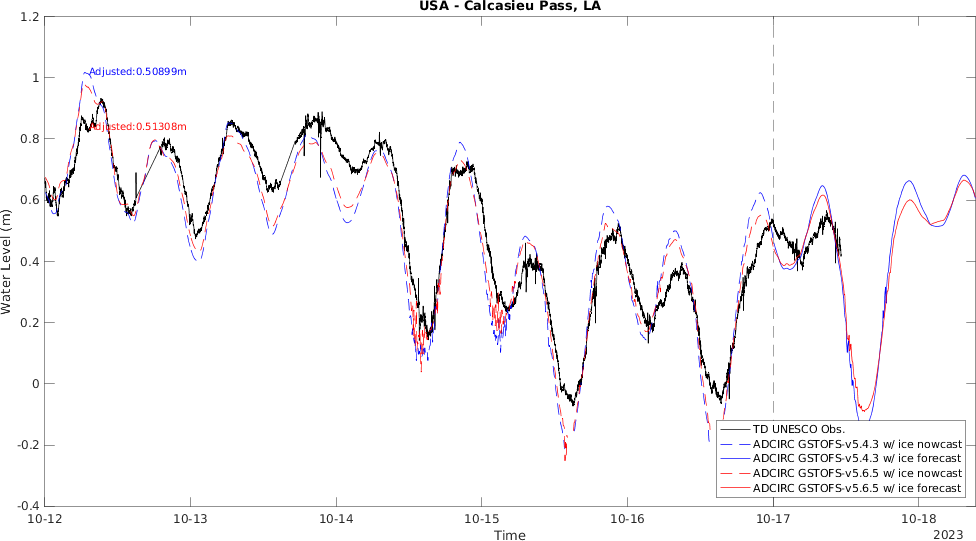 USA - Calcasieu Pass, LA
1.2
1
0.8
0.6
0.4
0.2
0
-0.2
-0.4
Water Level (m)
Adjusted:0.50899m
Adjusted:0.51308m
TD UNESCO Obs.
ADCIRC GSTOFS-v5.4.3 w/ ice nowcast
ADCIRC GSTOFS-v5.4.3 w/ ice forecast
ADCIRC GSTOFS-v5.6.5 w/ ice nowcast
ADCIRC GSTOFS-v5.6.5 w/ ice forecast
10-12 10-13 10-14 10-15 10-16 10-17 10-18
Time
2023